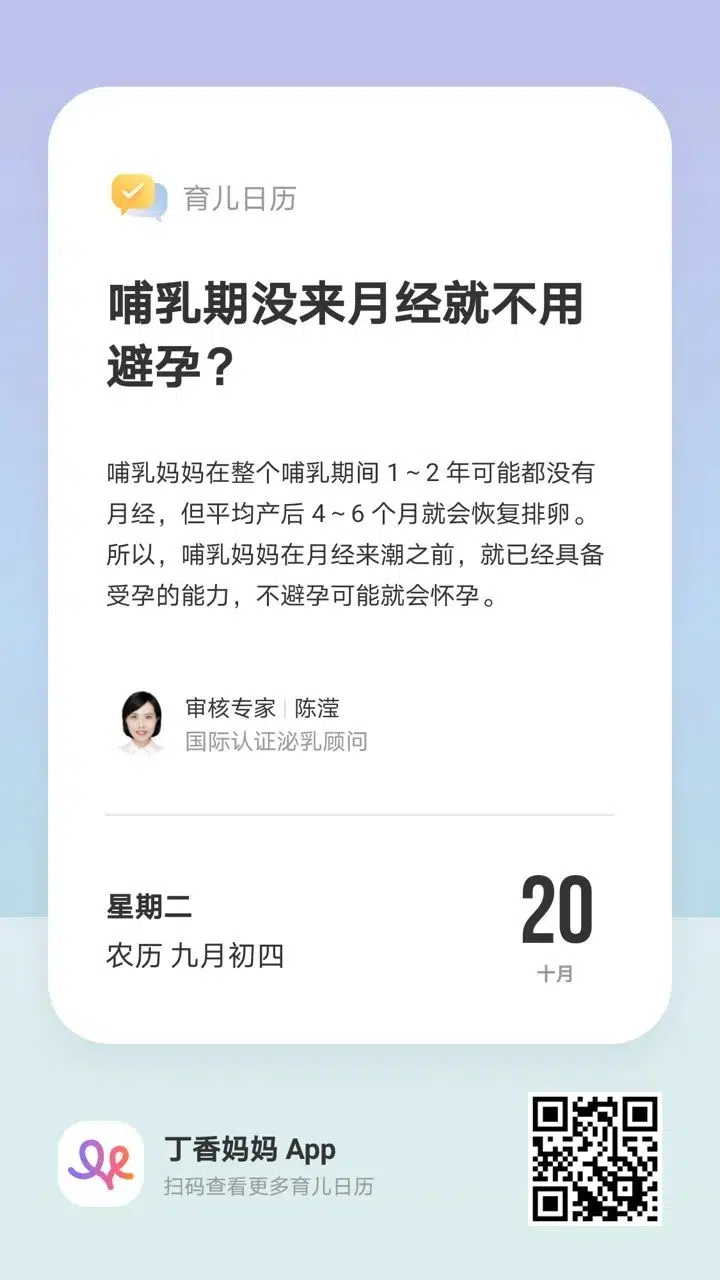 育儿日历
哺乳期没来月经就不用
避孕？
哺乳妈妈在整个哺乳期间 1 ~ 2 年可能都没有
月经，但平均产后 4 ~ 6 个月就会恢复排卵。
所以，哺乳妈妈在月经来潮之前，就已经具备
受孕的能力，不避孕可能就会怀孕。
审核专家 | 陈滢
国际认证泌乳顾问
星期二
农历 九月初四
20
十月
丁香妈妈 App
扫码查看更多育儿日历